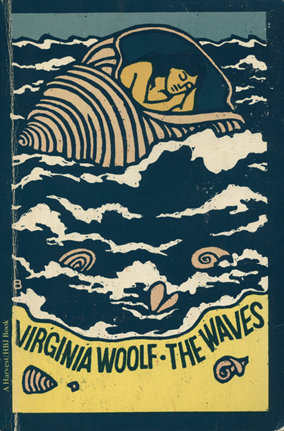 VIRGINIA WOOLF · THE WAVES
A Harvest/HBJ Book